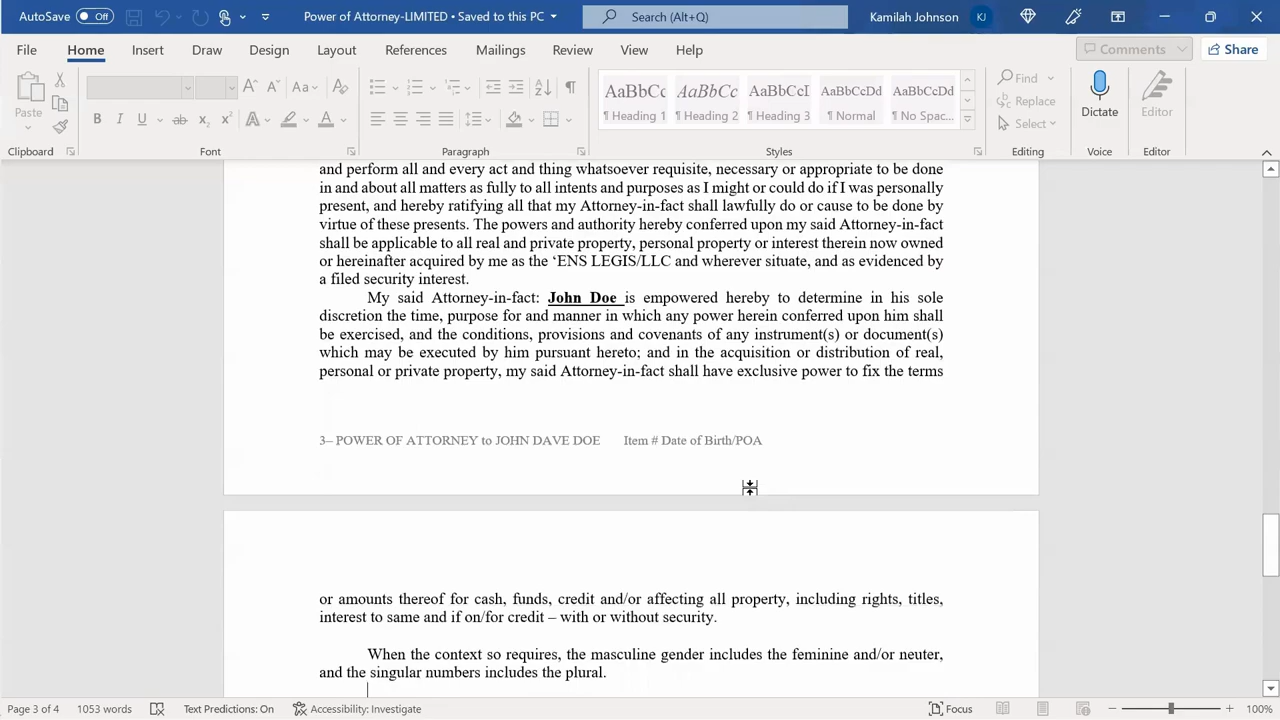 AutoSave Off Power of Attorney-LIMITED • Saved to this PC Search (Alt+Q) Kamilah Johnson KJ
File Home Insert Draw Design Layout References Mailings Review View Help Comments Share
Paste Aa AaBbCc AaBbCc AaBbCcI AaBbCcDd AaBbCcDd Find
B I U ab x₂ x² A A ¶ Heading 1 ¶ Heading 2 ¶ Heading 3 ¶ Normal ¶ No Spac... Replace Select Dictate Editor
Clipboard Font Paragraph Styles Editing Voice Editor
and perform all and every act and thing whatsoever requisite, necessary or appropriate to be done
in and about all matters as fully to all intents and purposes as I might or could do if I was personally
present, and hereby ratifying all that my Attorney-in-fact shall lawfully do or cause to be done by
virtue of these presents. The powers and authority hereby conferred upon my said Attorney-in-fact
shall be applicable to all real and private property, personal property or interest therein now owned
or hereinafter acquired by me as the ‘ENS LEGIS/LLC and wherever situate, and as evidenced by
a filed security interest.
My said Attorney-in-fact: John Doe is empowered hereby to determine in his sole
discretion the time, purpose for and manner in which any power herein conferred upon him shall
be exercised, and the conditions, provisions and covenants of any instrument(s) or document(s)
which may be executed by him pursuant hereto; and in the acquisition or distribution of real,
personal or private property, my said Attorney-in-fact shall have exclusive power to fix the terms
3– POWER OF ATTORNEY to JOHN DAVE DOE Item # Date of Birth/POA
or amounts thereof for cash, funds, credit and/or affecting all property, including rights, titles,
interest to same and if on/for credit – with or without security.
When the context so requires, the masculine gender includes the feminine and/or neuter,
and the singular numbers includes the plural.
Page 3 of 4 1053 words Text Predictions: On Accessibility: Investigate Focus 100%